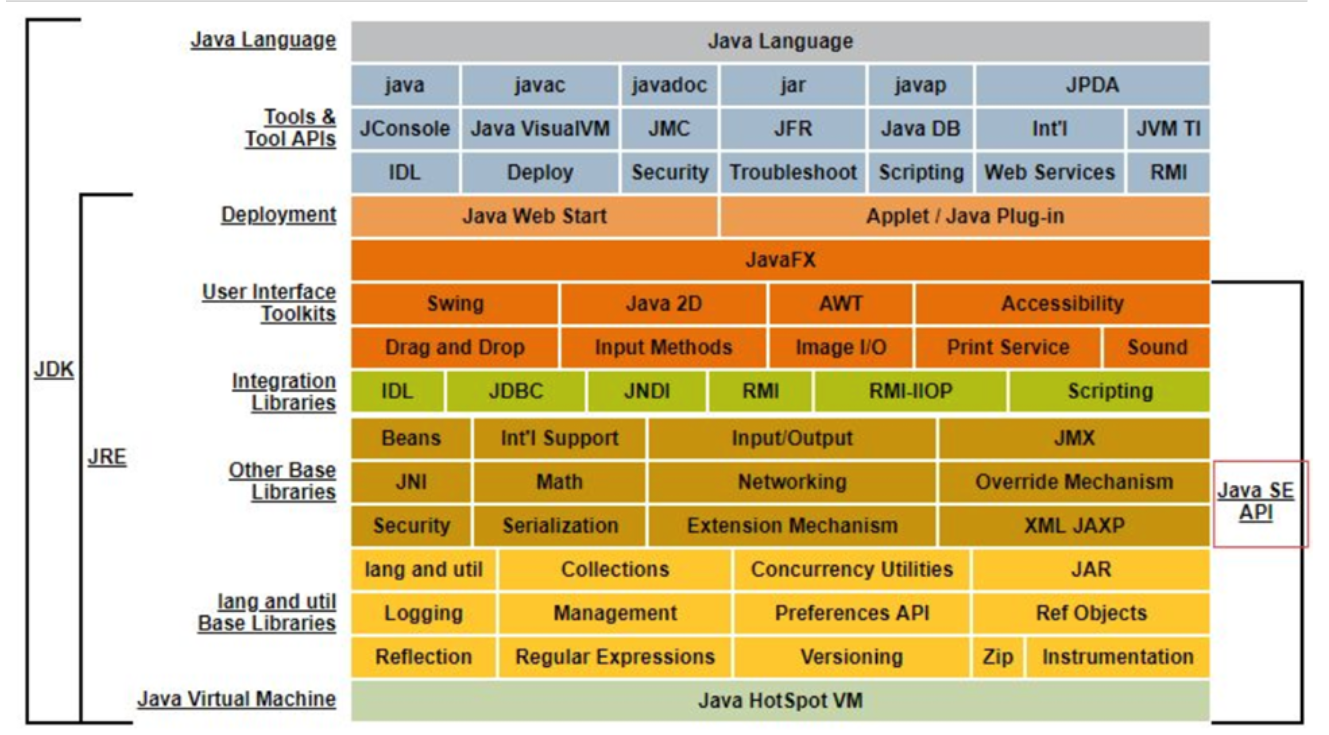 Java Language
Java Language
java javac javadoc jar javap JPDA
Tools &
Tool APIs
JConsole Java VisualVM JMC JFR Java DB Int'l JVM TI
IDL Deploy Security Troubleshoot Scripting Web Services RMI
Deployment
Java Web Start Applet / Java Plug-in
JavaFX
User Interface
Toolkits
Swing Java 2D AWT Accessibility
Drag and Drop Input Methods Image I/O Print Service Sound
JDK
Integration
Libraries
IDL JDBC JNDI RMI RMI-IIOP Scripting
JRE
Other Base
Libraries
Beans Int'l Support Input/Output JMX
JNI Math Networking Override Mechanism
Security Serialization Extension Mechanism XML JAXP
Java SE
API
lang and util
Base Libraries
lang and util Collections Concurrency Utilities JAR
Logging Management Preferences API Ref Objects
Reflection Regular Expressions Versioning Zip Instrumentation
Java Virtual Machine
Java HotSpot VM